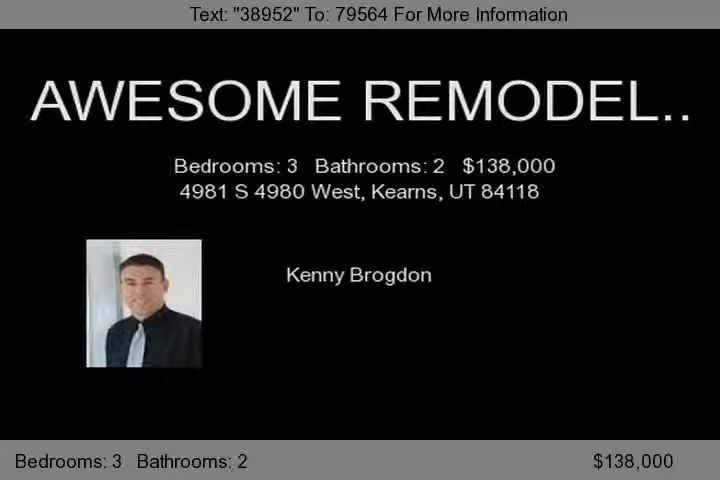 Text: "38952" To: 79564 For More Information
AWESOME REMODEL..
Bedrooms: 3 Bathrooms: 2 $138,000
4981 S 4980 West, Kearns, UT 84118
Kenny Brogdon
Bedrooms: 3 Bathrooms: 2 $138,000